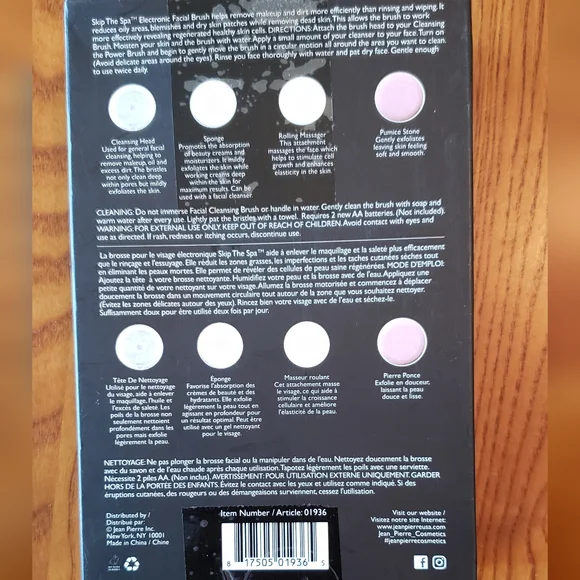 Skip The Spa™ Electronic Facial Brush helps remove makeup and dirt more efficiently than rinsing and wiping. It
reduces oily areas, blemishes and dry skin patches while removing dead skin. This allows the brush to work
more effectively revealing regenerated healthy skin cells. DIRECTIONS: Attach the brush head to your Cleansing
Brush. Moisten your skin and the brush with water. Apply a small amount of your cleanser to your face. Turn on
the Power Brush and begin to gently move the brush in a circular motion all around the area you want to clean.
(Avoid delicate areas around the eyes). Rinse you face thoroughly with water and pat dry face. Gentle enough
to use twice daily.
Cleansing Head
Used for general facial
cleansing, helping to
remove makeup, oil and
excess dirt. The bristles
not only clean deep
within pores but mildly
exfoliates the skin.
Sponge
Promotes the absorption
of beauty creams and
moisturizers. It mildly
exfoliates the skin while
working creams deep
within the skin for
maximum results. Can be
used with a facial cleanser
Rolling Massager
This attachment
massages the face which
helps to stimulate cell
growth and enhances
elasticity in the skin.
Pumice Stone
Gently exfoliates
leaving skin feeling
soft and smooth.
CLEANING: Do not immerse Facial Cleansing Brush or handle in water. Gently clean the brush with soap and
warm water after every use. Lightly pat the bristles with a towel. Requires 2 new AA batteries. (Not included).
WARNING: FOR EXTERNAL USE ONLY. KEEP OUT OF REACH OF CHILDREN. Avoid contact with eyes and
use as directed. If rash, redness or itching occurs, discontinue use.
La brosse pour le visage électronique Skip The Spa™ aide à enlever le maquillage et la saleté plus efficacement
que le rinçage et l'essuyage. Elle réduit les zones grasses, les imperfections et les taches cutanées sèches tout
en éliminant les peaux mortes. Elle permet de révéler des cellules de peau saine régénérées. MODE D'EMPLOI:
Ajoutez la tête à votre brosse nettoyante. Humidifiez votre peau et la brosse avec de l'eau. Appliquez une
petite quantité de votre nettoyant sur votre visage. Allumez la brosse motorisée et commencez à déplacer
doucement la brosse dans un mouvement circulaire tout autour de la zone que vous souhaitez nettoyer.
(Évitez les zones délicates autour des yeux). Rincez bien votre visage avec de l'eau et séchez-le.
Suffisamment doux pour être utilisé deux fois par jour.
Tête De Nettoyage
Utilisé pour le nettoyage
du visage, aide à enlever
le maquillage, l'huile et
l'excès de saleté. Les
poils de la brosse non
seulement nettoient
profondément dans les
pores mais exfolie
légèrement la peau.
Éponge
Favorise l'absorption des
crèmes de beauté et des
hydratants. Elle exfolie
légèrement la peau tout en
agissant en profondeur pour
un résultat optimal. Peut être
utilisé avec un gel nettoyant
pour le visage.
Masseur roulant
Cet attachement masse
le visage, ce qui aide à
stimuler la croissance
cellulaire et améliore
l'élasticité de la peau.
Pierre Ponce
Exfolie en douceur,
laissant la peau
douce et lisse.
NETTOYAGE: Ne pas plonger la brosse facial ou la manipuler dans de l'eau. Nettoyez doucement la brosse
avec du savon et de l'eau chaude après chaque utilisation. Tapotez légèrement les poils avec une serviette.
Nécessite 2 piles AA. (Non inclus). AVERTISSEMENT: POUR UTILISATION EXTERNE UNIQUEMENT. GARDER
HORS DE LA PORTÉE DES ENFANTS. Évitez le contact avec les yeux et utilisez comme indiqué. Si des
éruptions cutanées, des rougeurs ou des démangeaisons surviennent, cessez l'utilisation.
Distributed by /
Distribué par:
© Jean Pierre Inc.
New York, NY 10001
Made in China / Chine
Item Number / Article: 01936
8 17505 01936 5
Visit our website /
Visitez notre site Internet:
www.jeanpierreusa.com
Jean_Pierre_Cosmetics
#jeanpierrecosmetics